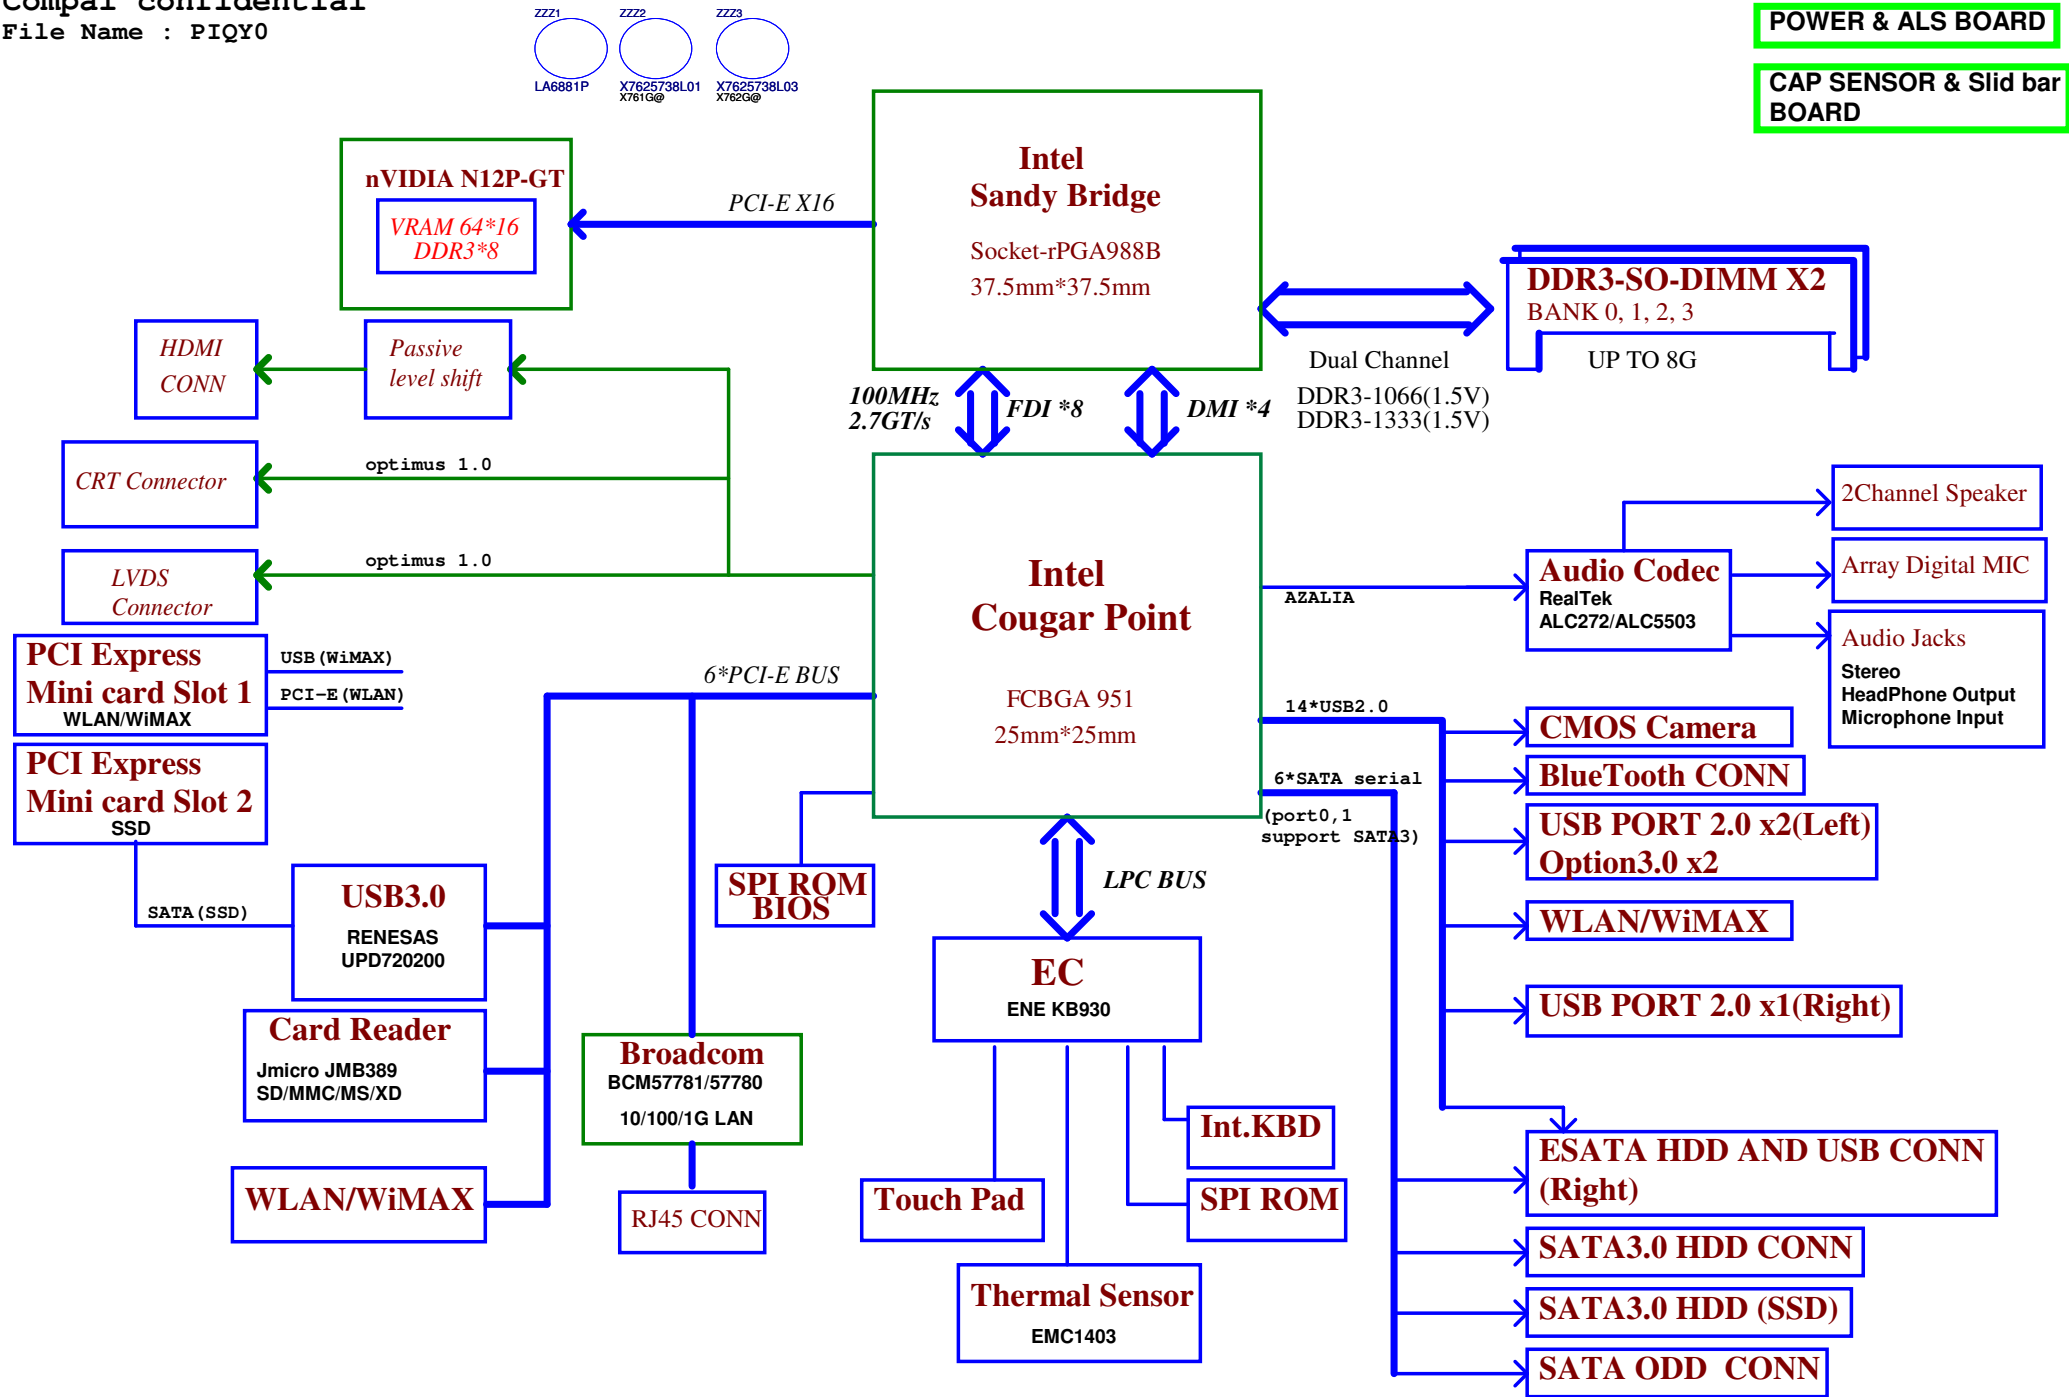 Compal confidential
File Name : PIQY0
ZZZ1
LA6881P
ZZZ2
X7625738L01
X761G@
ZZZ3
X7625738L03
X762G@
POWER & ALS BOARD
CAP SENSOR & Slid bar
BOARD
nVIDIA N12P-GT
VRAM 64*16
DDR3*8
PCI-E X16
Intel
Sandy Bridge
Socket-rPGA988B
37.5mm*37.5mm
DDR3-SO-DIMM X2
BANK 0, 1, 2, 3
UP TO 8G
Dual Channel
DDR3-1066(1.5V)
DDR3-1333(1.5V)
HDMI
CONN
Passive
level shift
100MHz
2.7GT/s
FDI *8
DMI *4
CRT Connector
optimus 1.0
LVDS
Connector
optimus 1.0
Intel
Cougar Point
FCBGA 951
25mm*25mm
AZALIA
Audio Codec
RealTek
ALC272/ALC5503
2Channel Speaker
Array Digital MIC
Audio Jacks
Stereo
HeadPhone Output
Microphone Input
PCI Express
Mini card Slot 1
WLAN/WiMAX
USB(WiMAX)
PCI-E(WLAN)
6*PCI-E BUS
PCI Express
Mini card Slot 2
SSD
SATA(SSD)
14*USB2.0
6*SATA serial
(port0,1
support SATA3)
CMOS Camera
BlueTooth CONN
USB PORT 2.0 x2(Left)
Option3.0 x2
WLAN/WiMAX
USB PORT 2.0 x1(Right)
ESATA HDD AND USB CONN
(Right)
SATA3.0 HDD CONN
SATA3.0 HDD (SSD)
SATA ODD CONN
USB3.0
RENESAS
UPD720200
SPI ROM
BIOS
LPC BUS
EC
ENE KB930
Card Reader
Jmicro JMB389
SD/MMC/MS/XD
Broadcom
BCM57781/57780
10/100/1G LAN
WLAN/WiMAX
RJ45 CONN
Int.KBD
Touch Pad
SPI ROM
Thermal Sensor
EMC1403